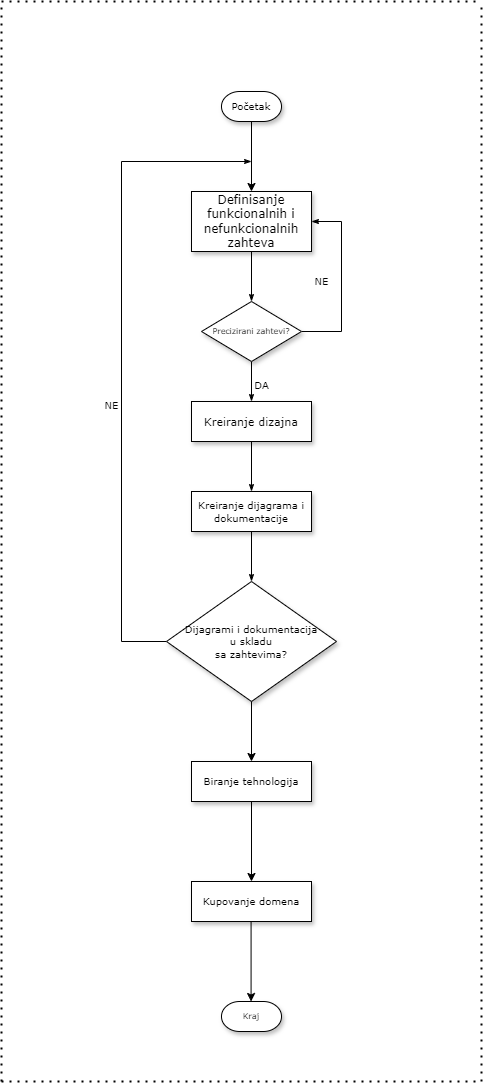 Početak
Definisanje
funkcionalnih i
nefunkcionalnih
zahteva
NE
Precizirani zahtevi?
DA
NE
Kreiranje dizajna
Kreiranje dijagrama i
dokumentacije
Dijagrami i dokumentacija
u skladu
sa zahtevima?
Biranje tehnologija
Kupovanje domena
Kraj